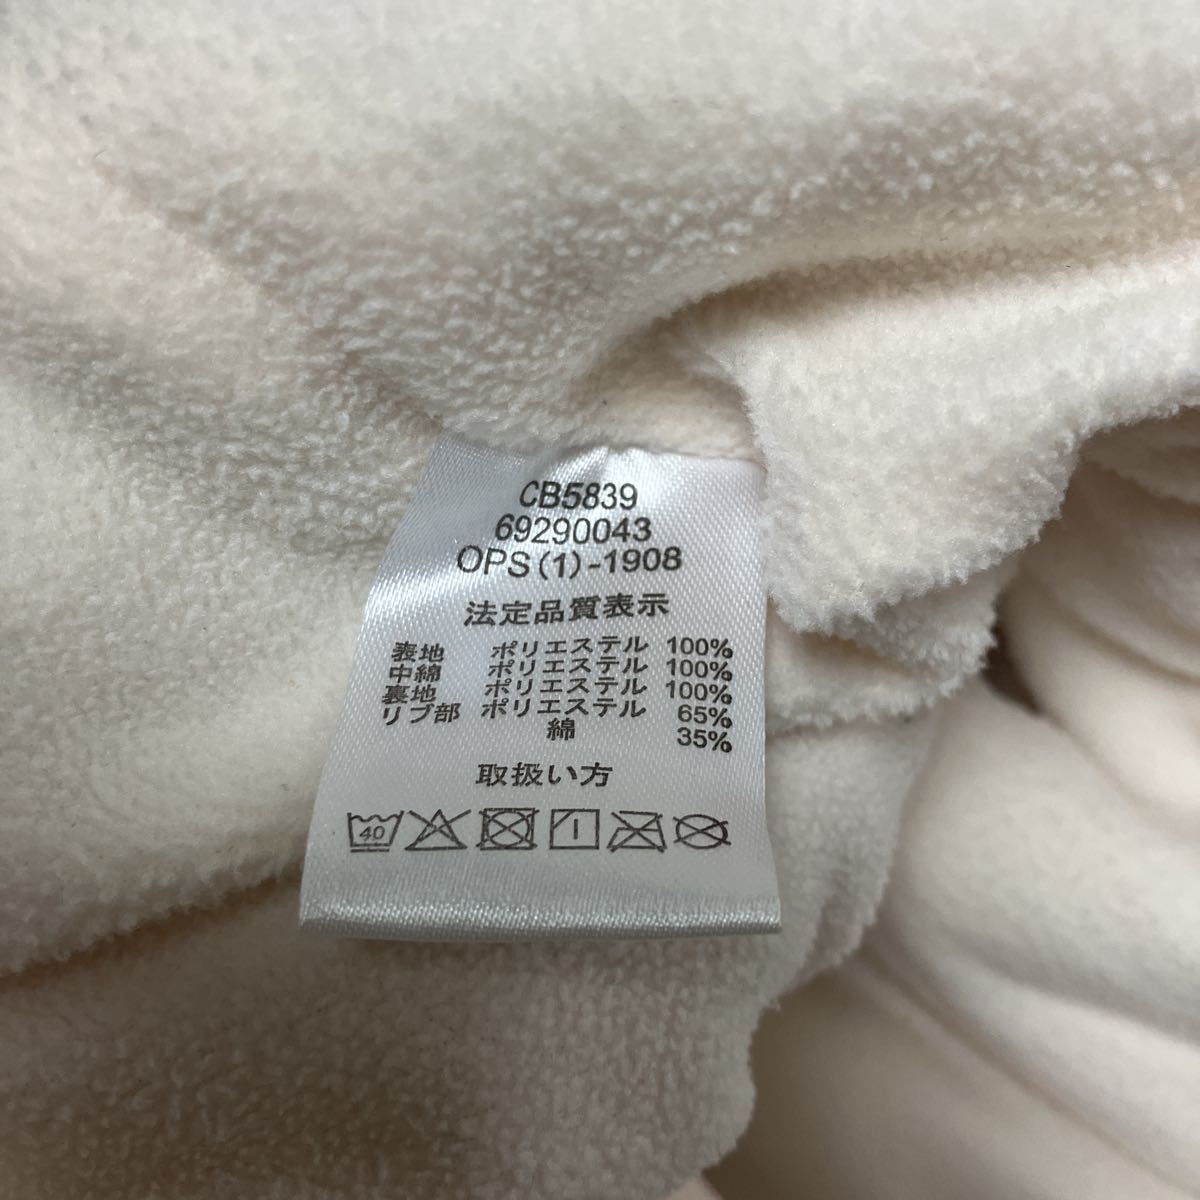 CB5839
69290043
OPS(1)-1908
法定品質表示
表地 ポリエステル 100%
中綿 ポリエステル 100%
裏地 ポリエステル 100%
リブ部 ポリエステル 65%
綿 35%
取扱い方
40